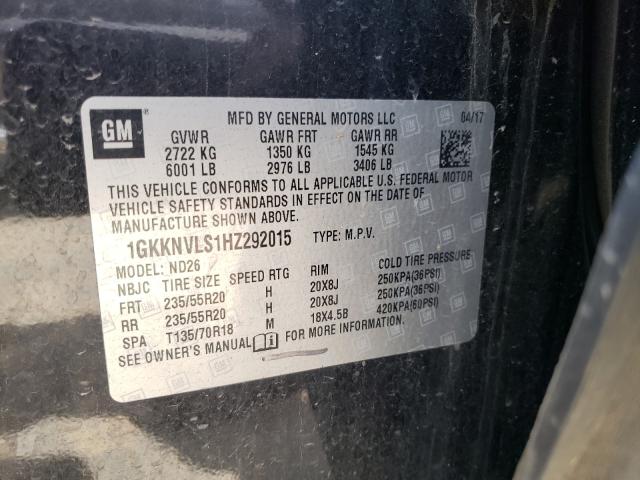 GM
MFD BY GENERAL MOTORS LLC 04/17
GVWR GAWR FRT GAWR RR
2722 KG 1350 KG 1545 KG
6001 LB 2976 LB 3406 LB
THIS VEHICLE CONFORMS TO ALL APPLICABLE U.S. FEDERAL MOTOR
VEHICLE SAFETY STANDARDS IN EFFECT ON THE DATE OF
MANUFACTURE SHOWN ABOVE.
1GKKNVLS1HZ292015 TYPE: M.P.V.
MODEL: ND26
NBJC TIRE SIZE SPEED RTG RIM COLD TIRE PRESSURE
FRT 235/55R20 H 20X8J 250KPA(36PSI)
RR 235/55R20 H 20X8J 250KPA(36PSI)
SPA T135/70R18 M 18X4.5B 420KPA(60PSI)
SEE OWNER'S MANUAL FOR MORE INFORMATION.